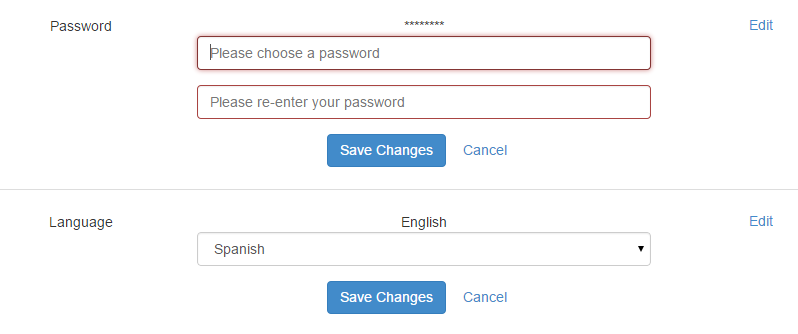 Password ******** Edit
Please choose a password
Please re-enter your password
Save Changes Cancel
Language English Edit
Spanish
Save Changes Cancel